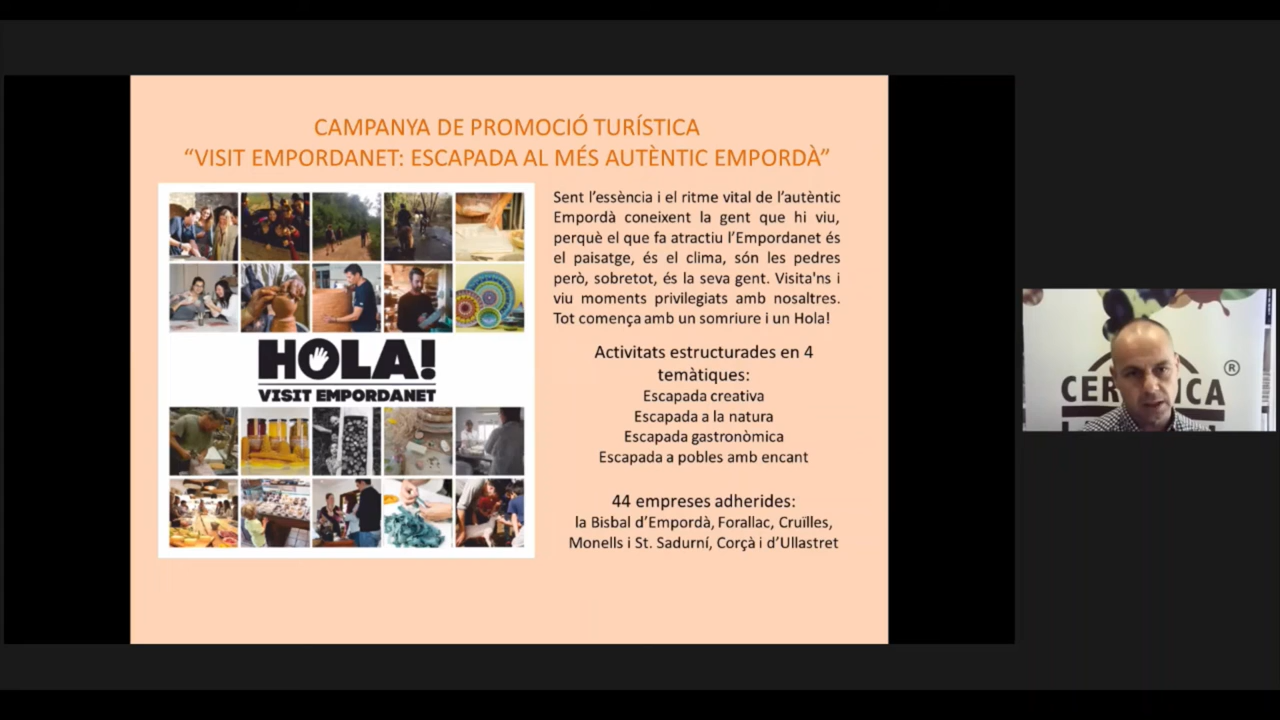 CAMPANYA DE PROMOCIÓ TURÍSTICA
“VISIT EMPORDANET: ESCAPADA AL MÉS AUTÈNTIC EMPORDÀ”
HOLA!
VISIT EMPORDANET
Sent l’essència i el ritme vital de l’autèntic
Empordà coneixent la gent que hi viu,
perquè el que fa atractiu l’Empordanet és
el paisatge, és el clima, són les pedres
però, sobretot, és la seva gent. Visita'ns i
viu moments privilegiats amb nosaltres.
Tot comença amb un somriure i un Hola!
Activitats estructurades en 4
temàtiques:
Escapada creativa
Escapada a la natura
Escapada gastronòmica
Escapada a pobles amb encant
44 empreses adherides:
la Bisbal d’Empordà, Forallac, Cruïlles,
Monells i St. Sadurní, Corçà i d’Ullastret
®